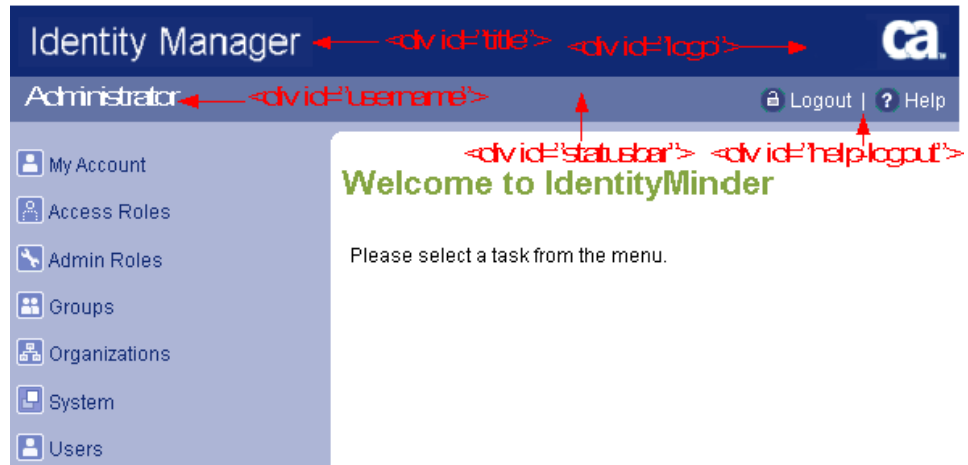 Identity Manager <div id="title"> <div id="logo"> ca.
Administrator <div id="username"> Logout | Help
<div id="statusbar"> <div id="help-logout">
My Account
Welcome to IdentityMinder
Access Roles
Admin Roles
Please select a task from the menu.
Groups
Organizations
System
Users